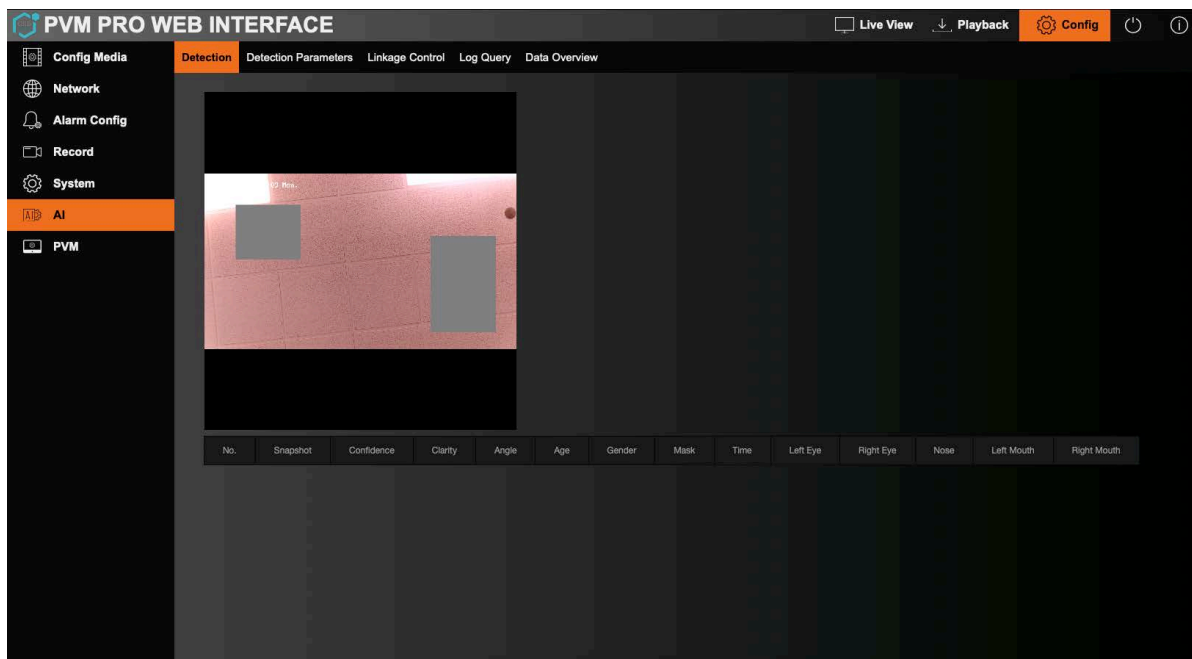 PVM PRO WEB INTERFACE
Live View
Playback
Config
Config Media
Network
Alarm Config
Record
System
AI
PVM
Detection
Detection Parameters
Linkage Control
Log Query
Data Overview
No.
Snapshot
Confidence
Clarity
Angle
Age
Gender
Mask
Time
Left Eye
Right Eye
Nose
Left Mouth
Right Mouth